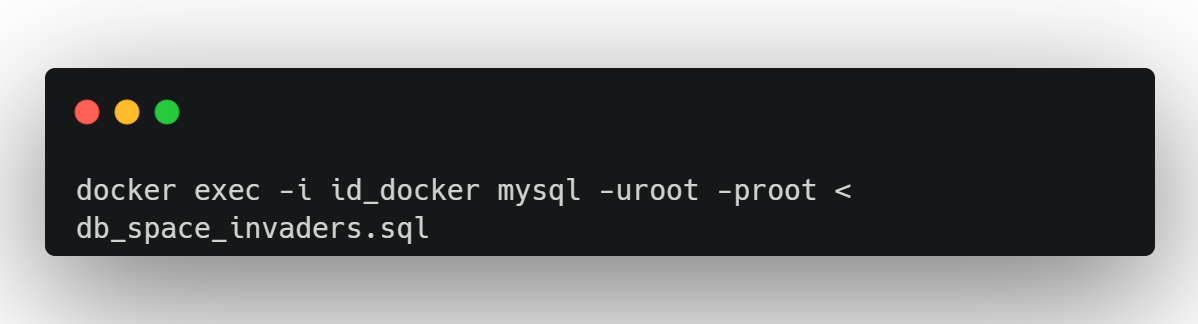 docker exec -i id_docker mysql -uroot -proot <
db_space_invaders.sql